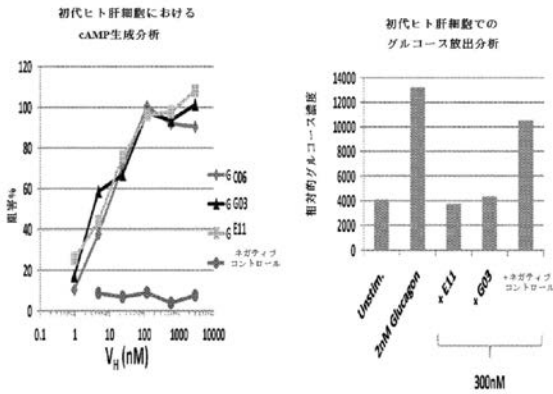 初代ヒト肝細胞における
cAMP生成分析
阻害%
120
100
80
60
40
20
0
0.1
1
10
100
1000
10000
V_H (nM)
G C06
G G03
G E11
ネガティブ
コントロール
初代ヒト肝細胞での
グルコース放出分析
相対的グルコース濃度
14000
12000
10000
8000
6000
4000
2000
0
Unstim.
2nM Glucagon
+ E11
+ G03
+ネガティブ
コントロール
300nM